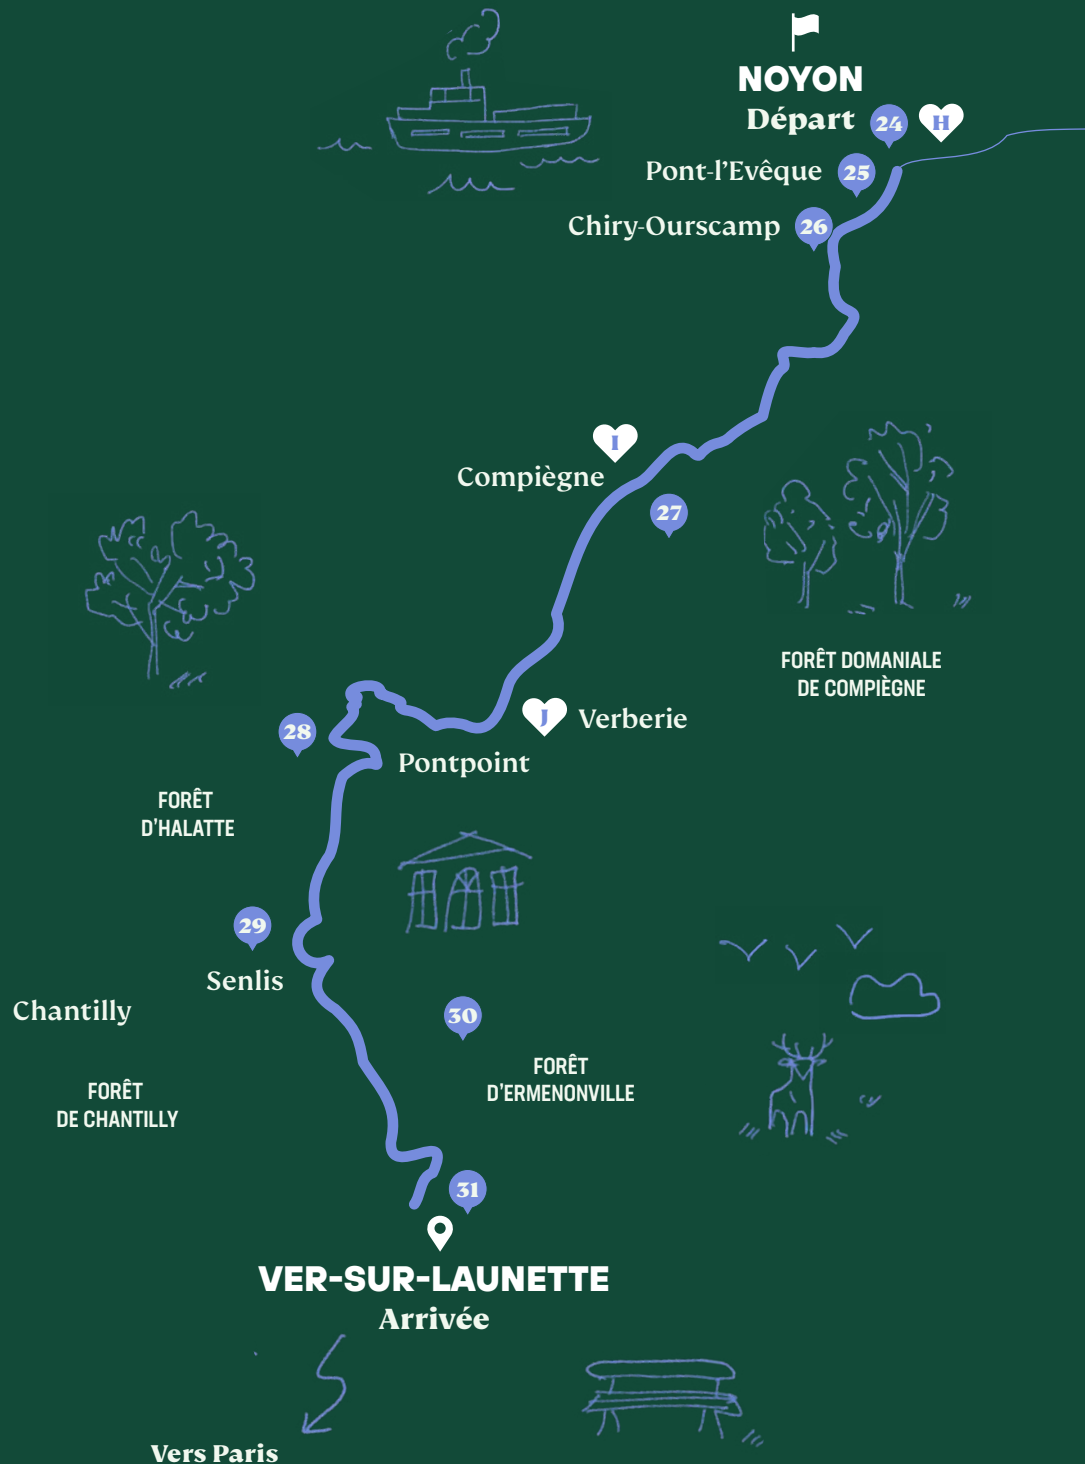 NOYON
Départ 24 H
Pont-l'Evêque 25
Chiry-Ourscamp 26
I
Compiègne
27
FORÊT DOMANIALE
DE COMPIÈGNE
J Verberie
28
Pontpoint
FORÊT
D'HALATTE
29
Senlis
Chantilly
30
FORÊT
D'ERMENONVILLE
FORÊT
DE CHANTILLY
31
VER-SUR-LAUNETTE
Arrivée
Vers Paris